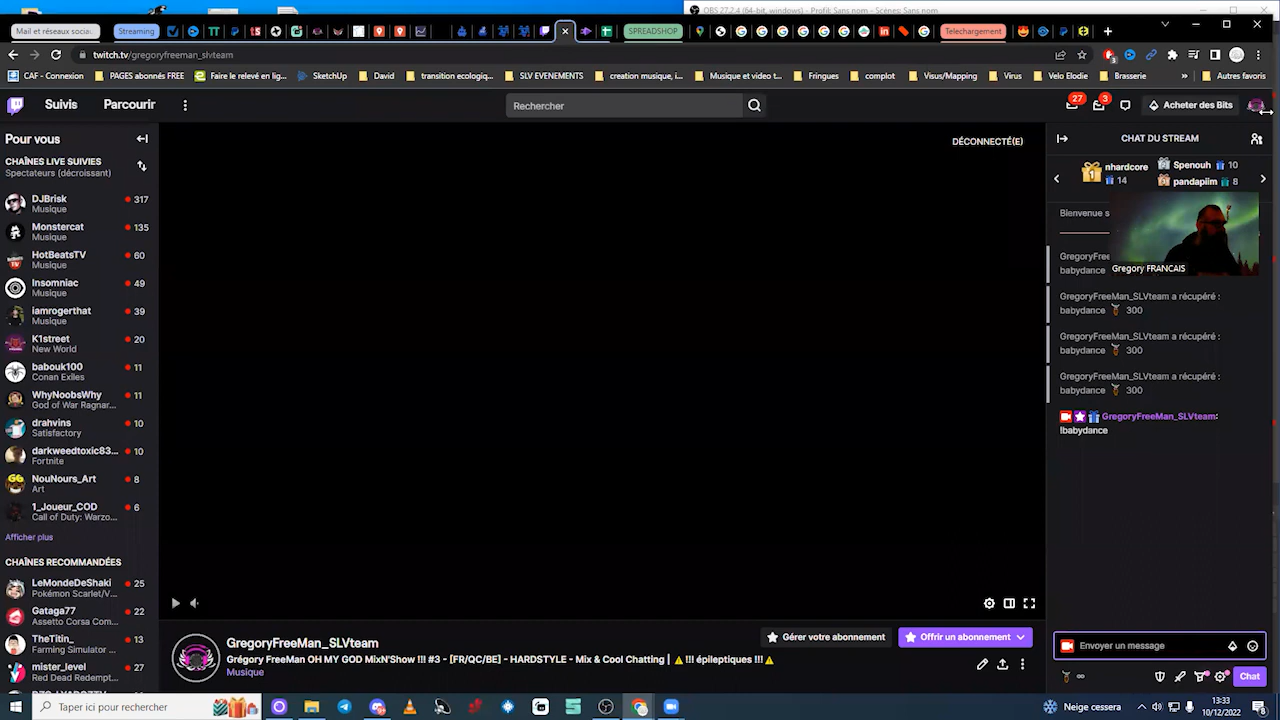 OBS 27.2.4 (64-bit, windows) - Profil: Sans nom - Scènes: Sans nom
Mail et réseaux sociau:
Streaming
SPREADSHOP
Telechargement
twitch.tv/gregoryfreeman_slvteam
CAF - Connexion
PAGES abonnés FREE
Faire le relevé en lig...
SketchUp
David
transition ecologiq...
SLV EVENEMENTS
creation musique, i...
Musique et video t...
Fringues
complot
Visus/Mapping
Virus
Velo Elodie
Brasserie
»
Autres favoris
Suivis
Parcourir
Rechercher
27
3
Acheter des Bits
Pour vous
CHAÎNES LIVE SUIVIES
Spectateurs (décroissant)
DJBrisk 317
Musique
Monstercat 135
Musique
HotBeatsTV 60
Musique
Insomniac 49
Musique
iamrogerthat 39
Musique
K1street 20
New World
babouk100 11
Conan Exiles
WhyNoobsWhy 11
God of War Ragnar...
drahvins 10
Satisfactory
darkweedtoxic83... 10
Fortnite
NouNours_Art 8
Art
1_Joueur_COD 6
Call of Duty: Warzo...
Afficher plus
CHAÎNES RECOMMANDÉES
LeMondeDeShaki 25
Pokémon Scarlet/V...
Gataga77 22
Assetto Corsa Com...
TheTitin_ 13
Farming Simulator ...
mister_level 27
Red Dead Redempt...
DÉCONNECTÉ(E)
GregoryFreeMan_SLVteam
Grégory FreeMan OH MY GOD MixN'Show !!! #3 - [FR/QC/BE] - HARDSTYLE - Mix & Cool Chatting | ⚠!!! épileptiques !!!⚠
Musique
Gérer votre abonnement
Offrir un abonnement
CHAT DU STREAM
1 nhardcore
14
Spenouh 10
pandapiim 8
Bienvenue s
Gregory FRANCAIS
GregoryFree
babydance
GregoryFreeMan_SLVteam a récupéré :
babydance 300
GregoryFreeMan_SLVteam a récupéré :
babydance 300
GregoryFreeMan_SLVteam a récupéré :
babydance 300
GregoryFreeMan_SLVteam:
!babydance
Envoyer un message
∞
Chat
Taper ici pour rechercher
Neige cessera
13:33
10/12/2022